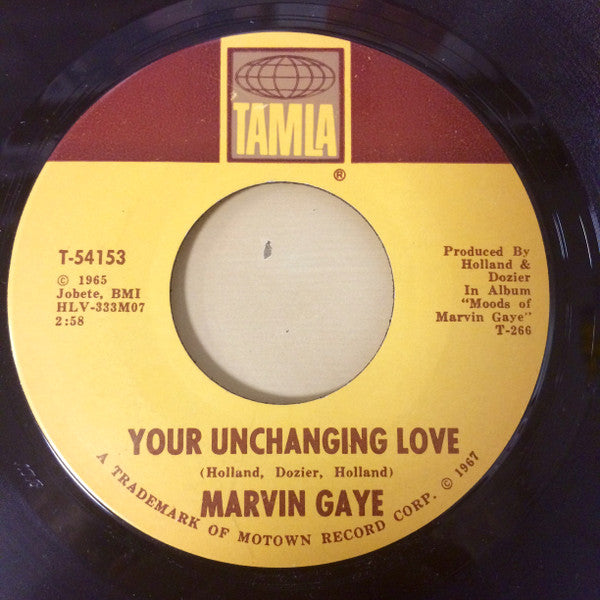 TAMLA
®
T-54153
© 1965
Jobete, BMI
HLV-333M07
2:58
Produced By
Holland &
Dozier
In Album
"Moods of
Marvin Gaye"
T-266
YOUR UNCHANGING LOVE
(Holland, Dozier, Holland)
MARVIN GAYE
A TRADEMARK OF MOTOWN RECORD CORP. © 1967